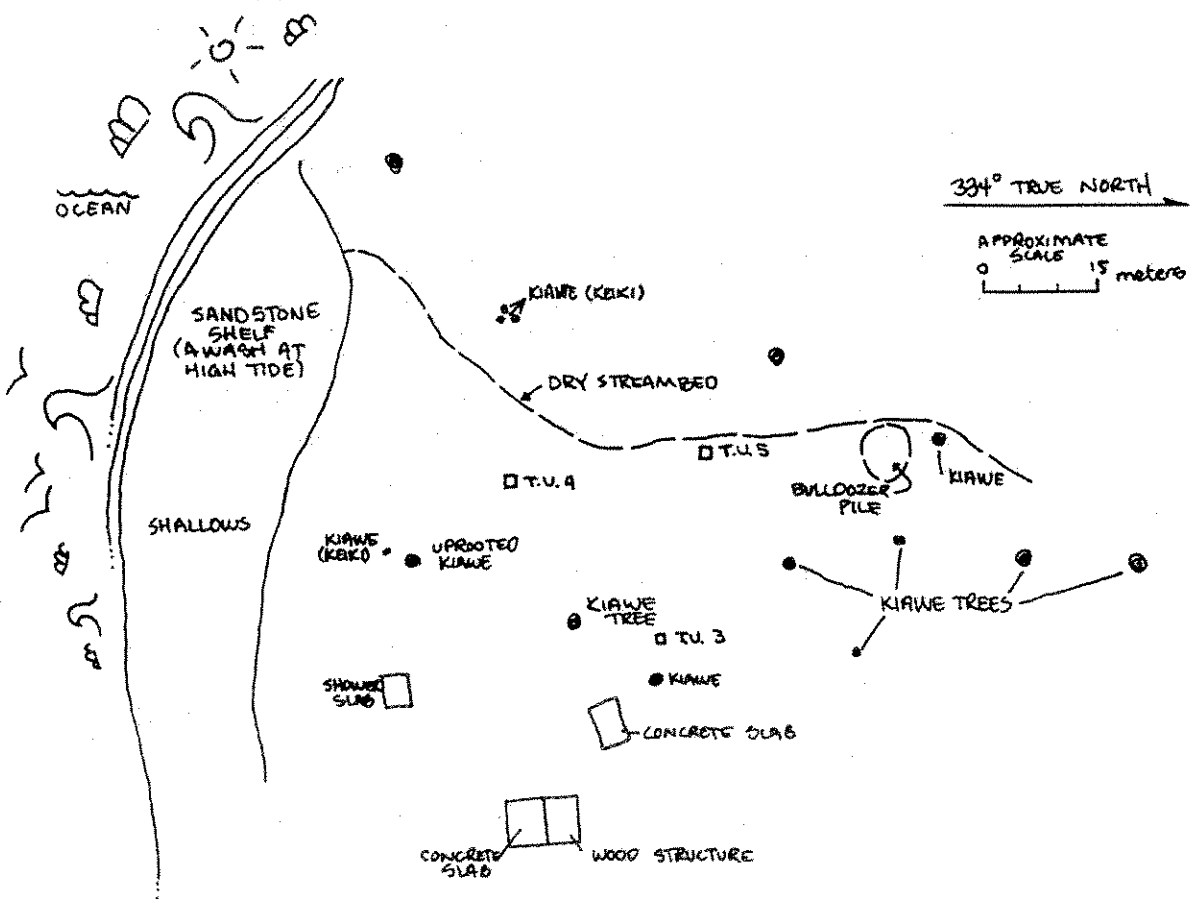 OCEAN
334° TRUE NORTH
APPROXIMATE
SCALE
0 15 meters
KIAWE (KEIKI)
SANDSTONE
SHELF
(AWASH AT
HIGH TIDE)
DRY STREAMBED
T.U.5
T.U.4
BULLDOZER
PILE
KIAWE
SHALLOWS
KIAWE
(KEIKI)
UPROOTED
KIAWE
KIAWE
TREE
KIAWE TREES
T.U. 3
SHOWER
SLAB
KIAWE
CONCRETE SLAB
CONCRETE
SLAB
WOOD STRUCTURE